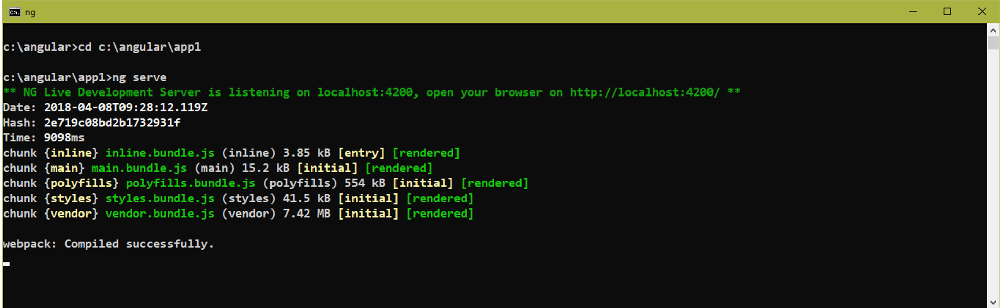 ng
c:\angular>cd c:\angular\app1
c:\angular\app1>ng serve
** NG Live Development Server is listening on localhost:4200, open your browser on http://localhost:4200/ **
Date: 2018-04-08T09:28:12.119Z
Hash: 2e719c08bd2b1732931f
Time: 9098ms
chunk {inline} inline.bundle.js (inline) 3.85 kB [entry] [rendered]
chunk {main} main.bundle.js (main) 15.2 kB [initial] [rendered]
chunk {polyfills} polyfills.bundle.js (polyfills) 554 kB [initial] [rendered]
chunk {styles} styles.bundle.js (styles) 41.5 kB [initial] [rendered]
chunk {vendor} vendor.bundle.js (vendor) 7.42 MB [initial] [rendered]
webpack: Compiled successfully.